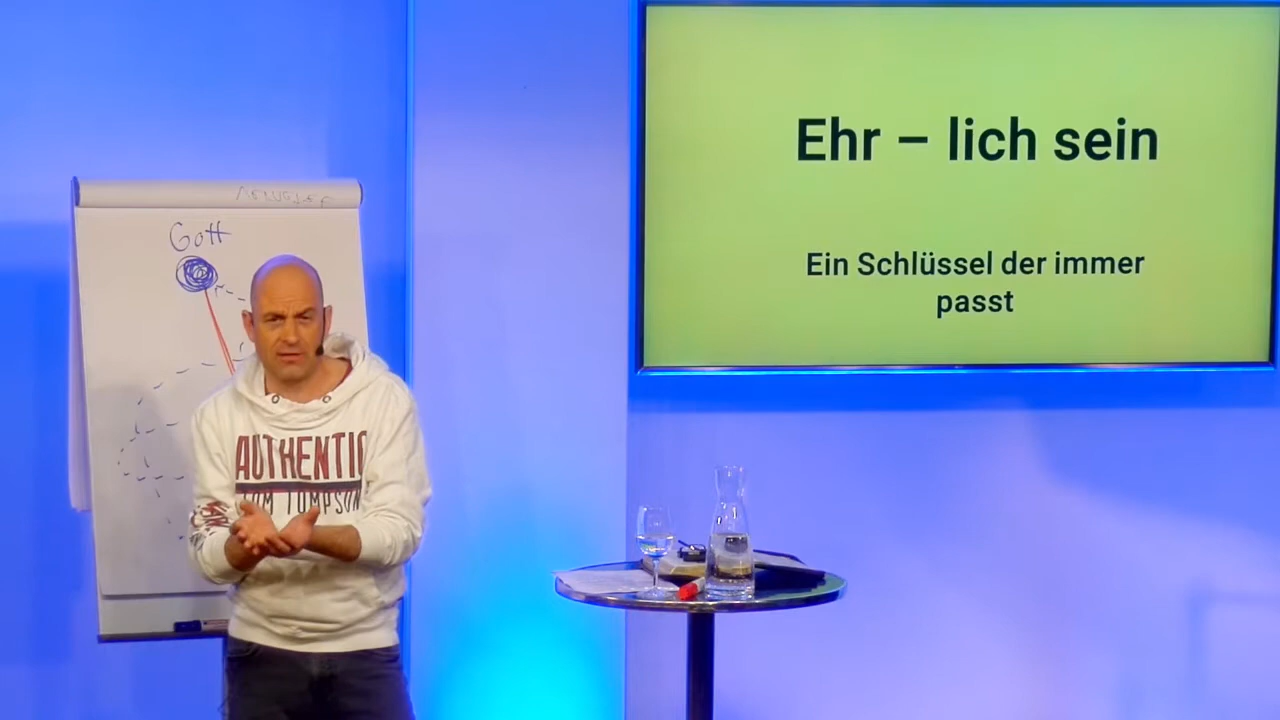 Gott
AUTHENTIC
TOM TOMPSON
Ehr – lich sein
Ein Schlüssel der immer
passt